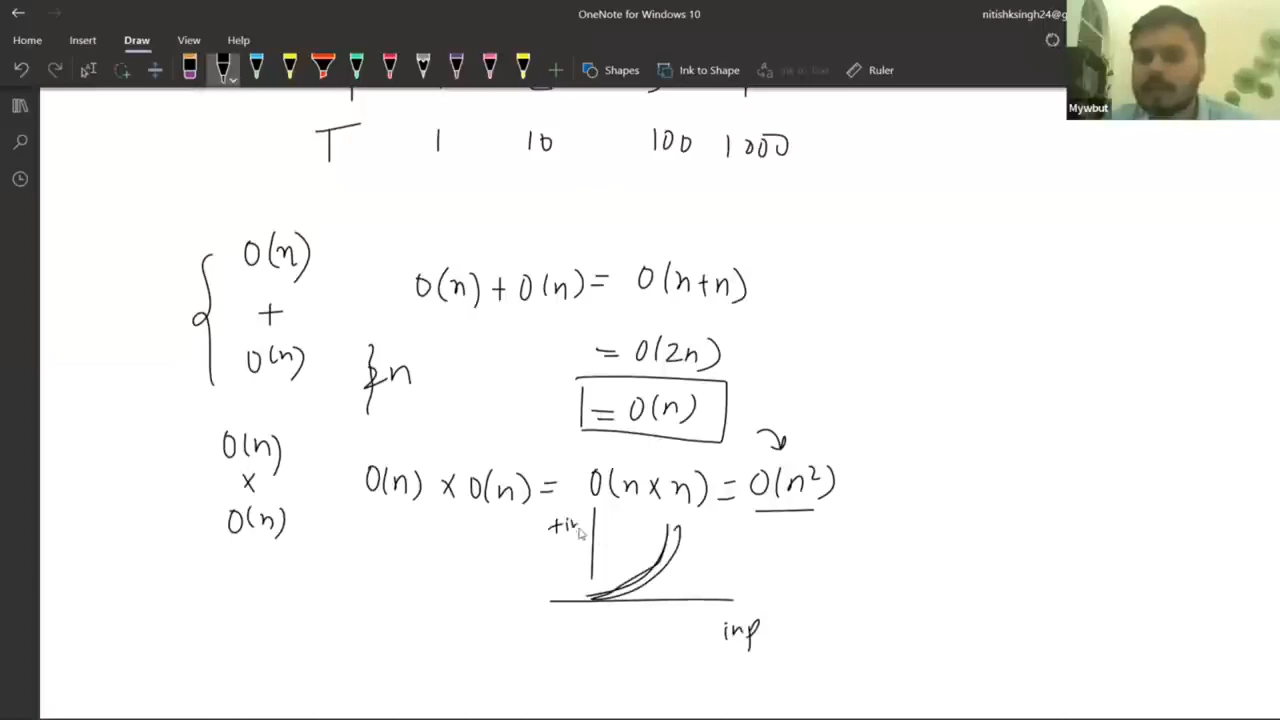 OneNote for Windows 10
nitishksingh24@g
Home Insert Draw View Help
Shapes Ink to Shape Ruler
Mywbut
T 1 10 100 1000
O(n)
+
O(n)
}n
O(n) + O(n) = O(n+n)
= O(2n)
= O(n)
O(n)
x
O(n)
O(n) x O(n) = O(n x n) = O(n²)
inp